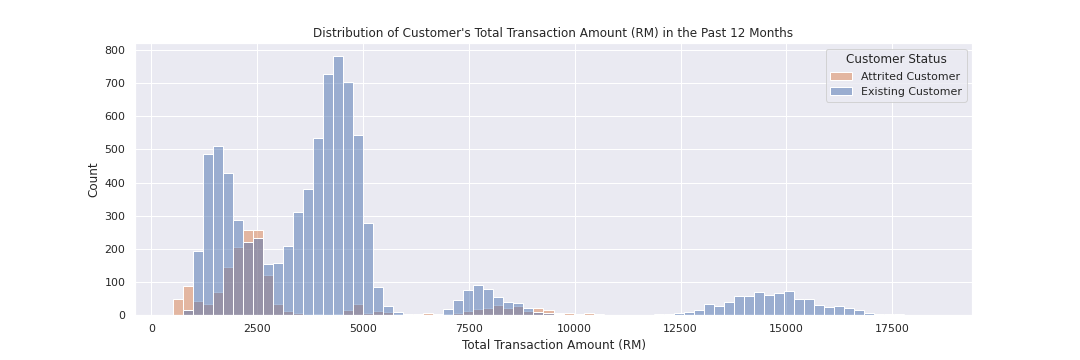 Distribution of Customer's Total Transaction Amount (RM) in the Past 12 Months
800
700
600
500
400
300
200
100
0
Count
Customer Status
Attrited Customer
Existing Customer
0 2500 5000 7500 10000 12500 15000 17500
Total Transaction Amount (RM)